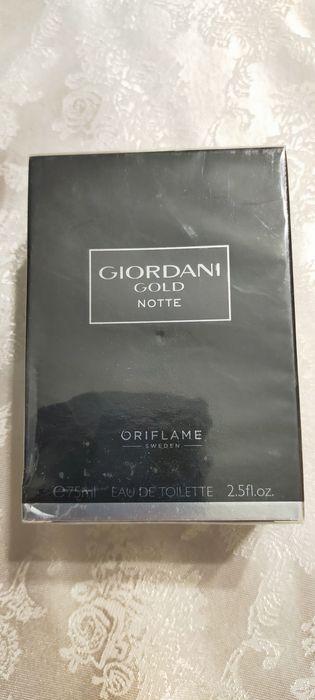 GIORDANI
GOLD
NOTTE
ORIFLAME
SWEDEN
℮75ml EAU DE TOILETTE 2.5fl.oz.